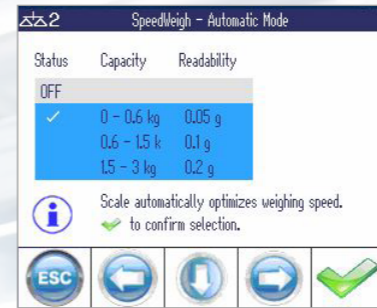 2 SpeedWeigh - Automatic Mode
Status Capacity Readability
OFF
0 - 0.6 kg 0.05 g
0.6 - 1.5 k 0.1 g
1.5 - 3 kg 0.2 g
Scale automatically optimizes weighing speed.
to confirm selection.
ESC